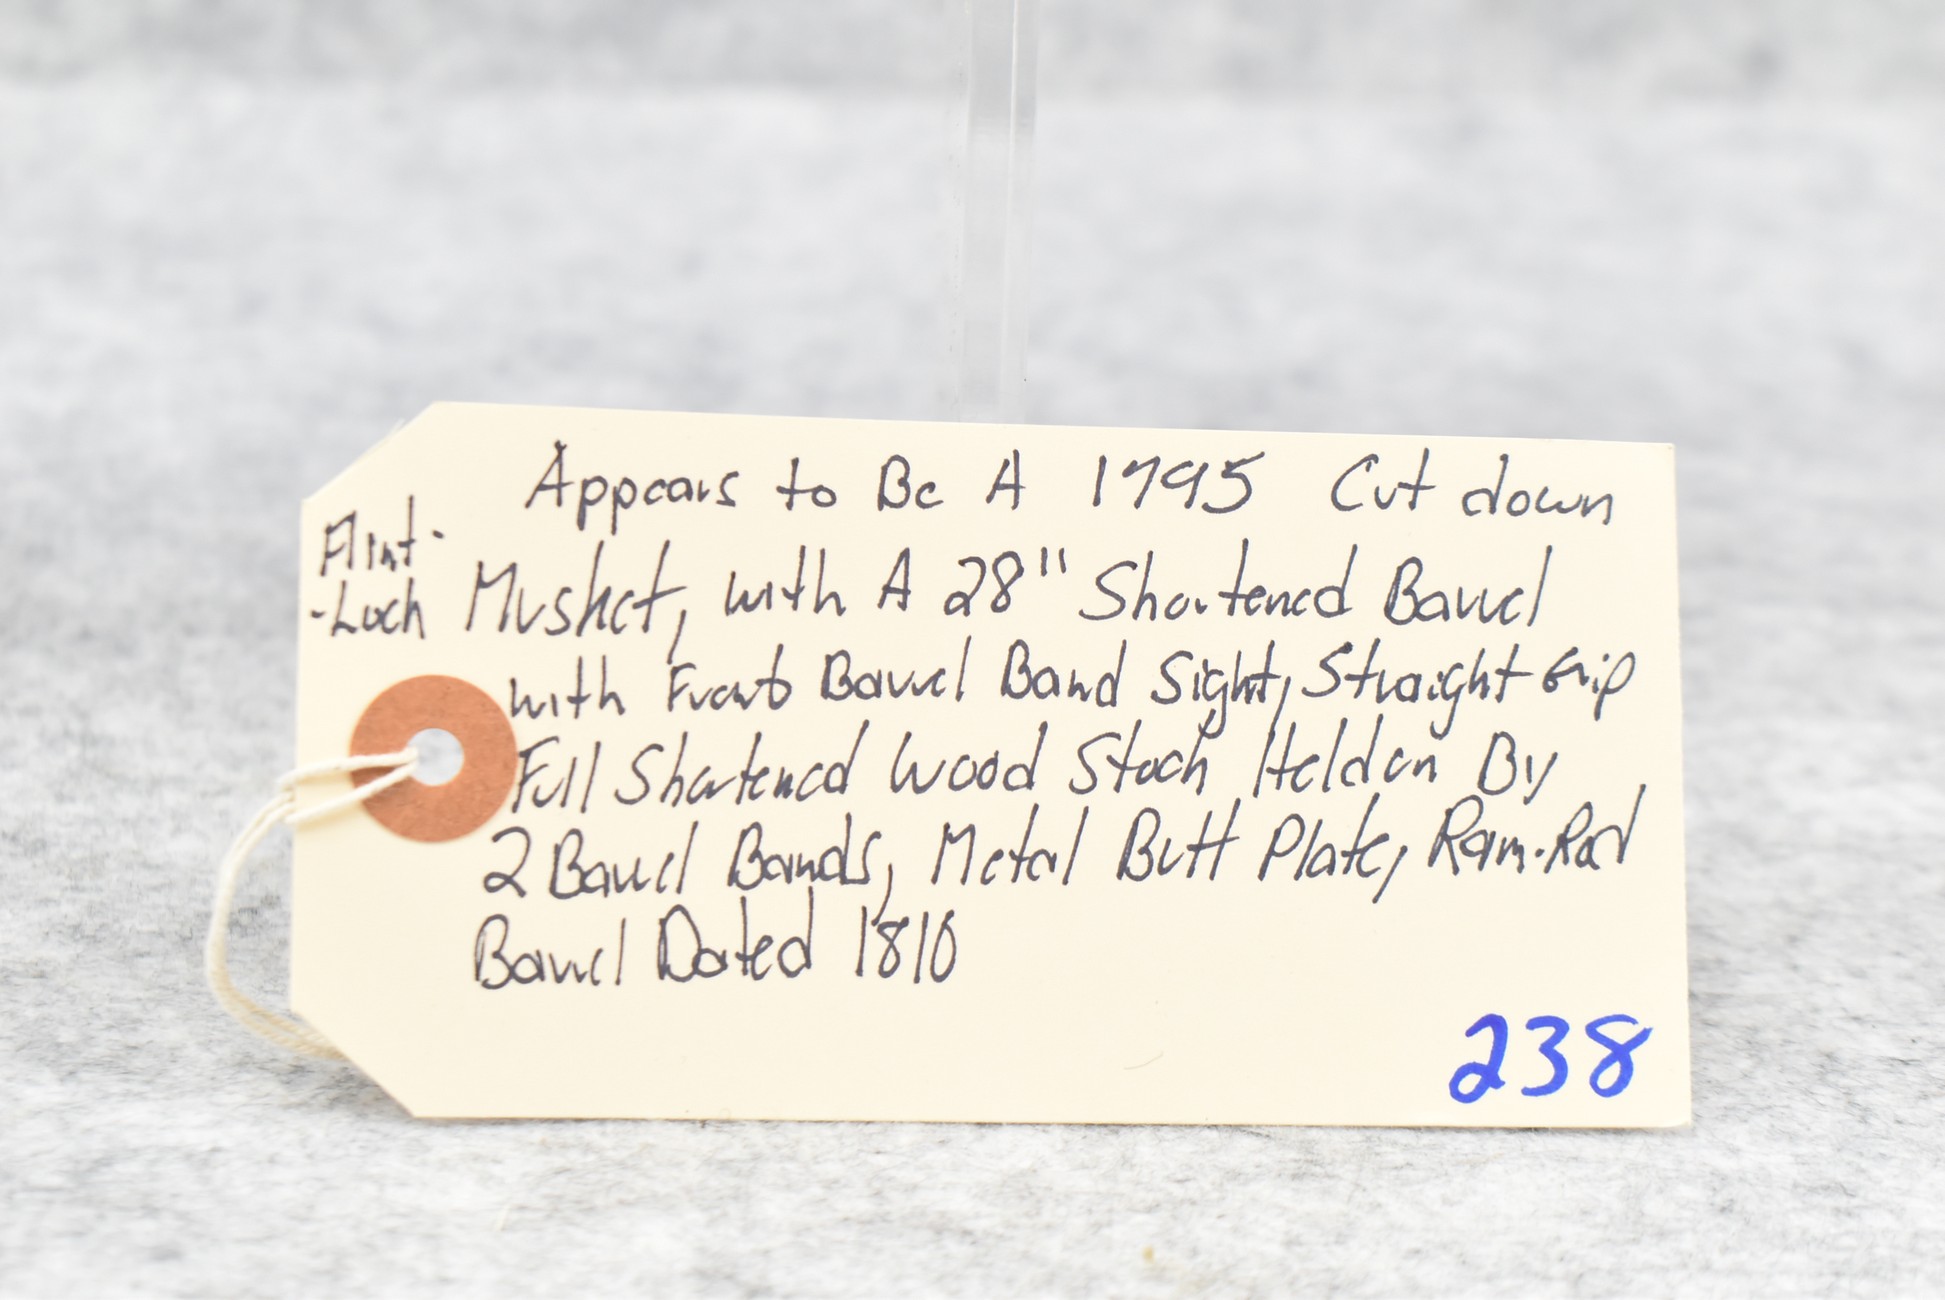 Appears to Be A 1795 Cut down
Flint-
-Lock Musket, with A 28" Shortened Barrel
with Front Barrel Band Sight, Straight Grip
Full Shortened Wood Stock Held on By
2 Barrel Bands, Metal Butt Plate, Ram-Rod
Barrel Dated 1810
238